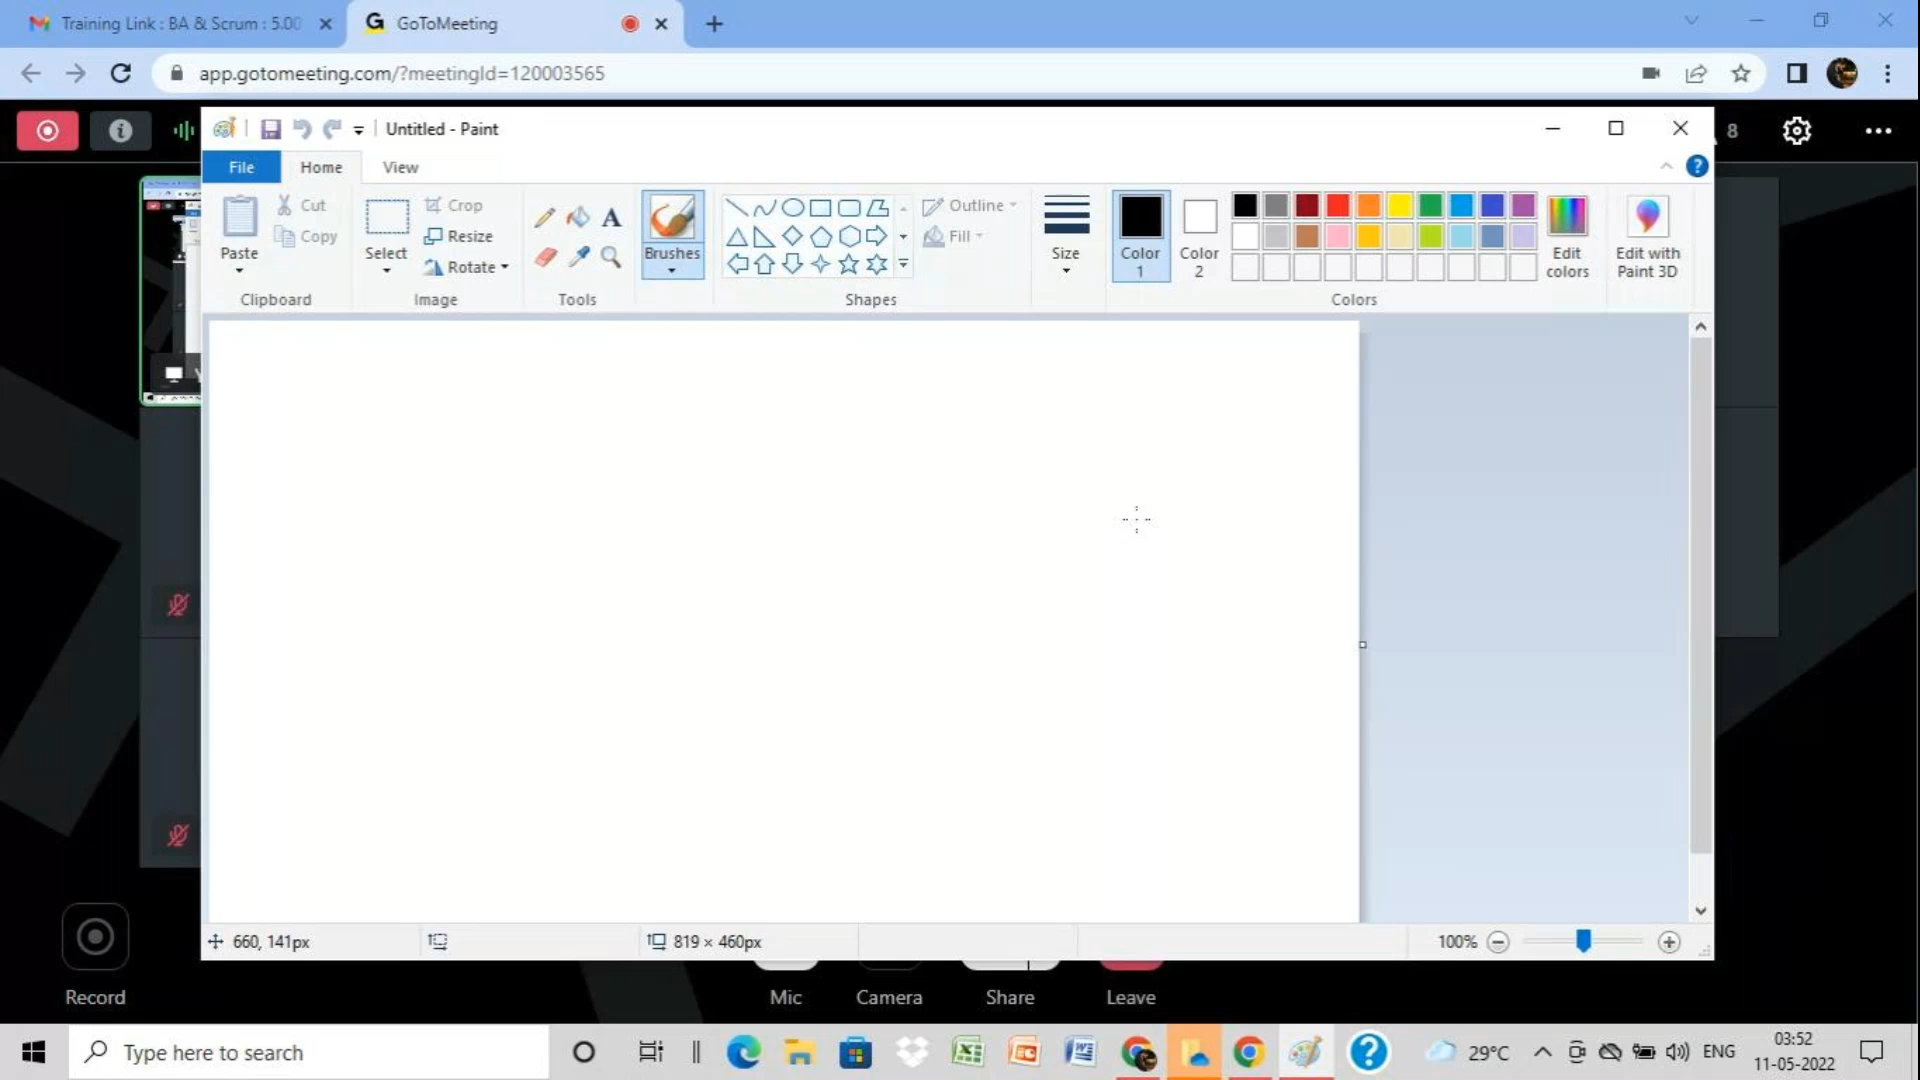 Training Link : BA & Scrum : 5.00
GoToMeeting
app.gotomeeting.com/?meetingId=120003565
Untitled - Paint
8
File
Home
View
Paste
Cut
Copy
Clipboard
Select
Crop
Resize
Rotate
Image
A
Tools
Brushes
Shapes
Outline
Fill
Size
Color
1
Color
2
Colors
Edit
colors
Edit with
Paint 3D
660, 141px
819 × 460px
100%
Record
Mic
Camera
Share
Leave
Type here to search
29°C
ENG
03:52
11-05-2022